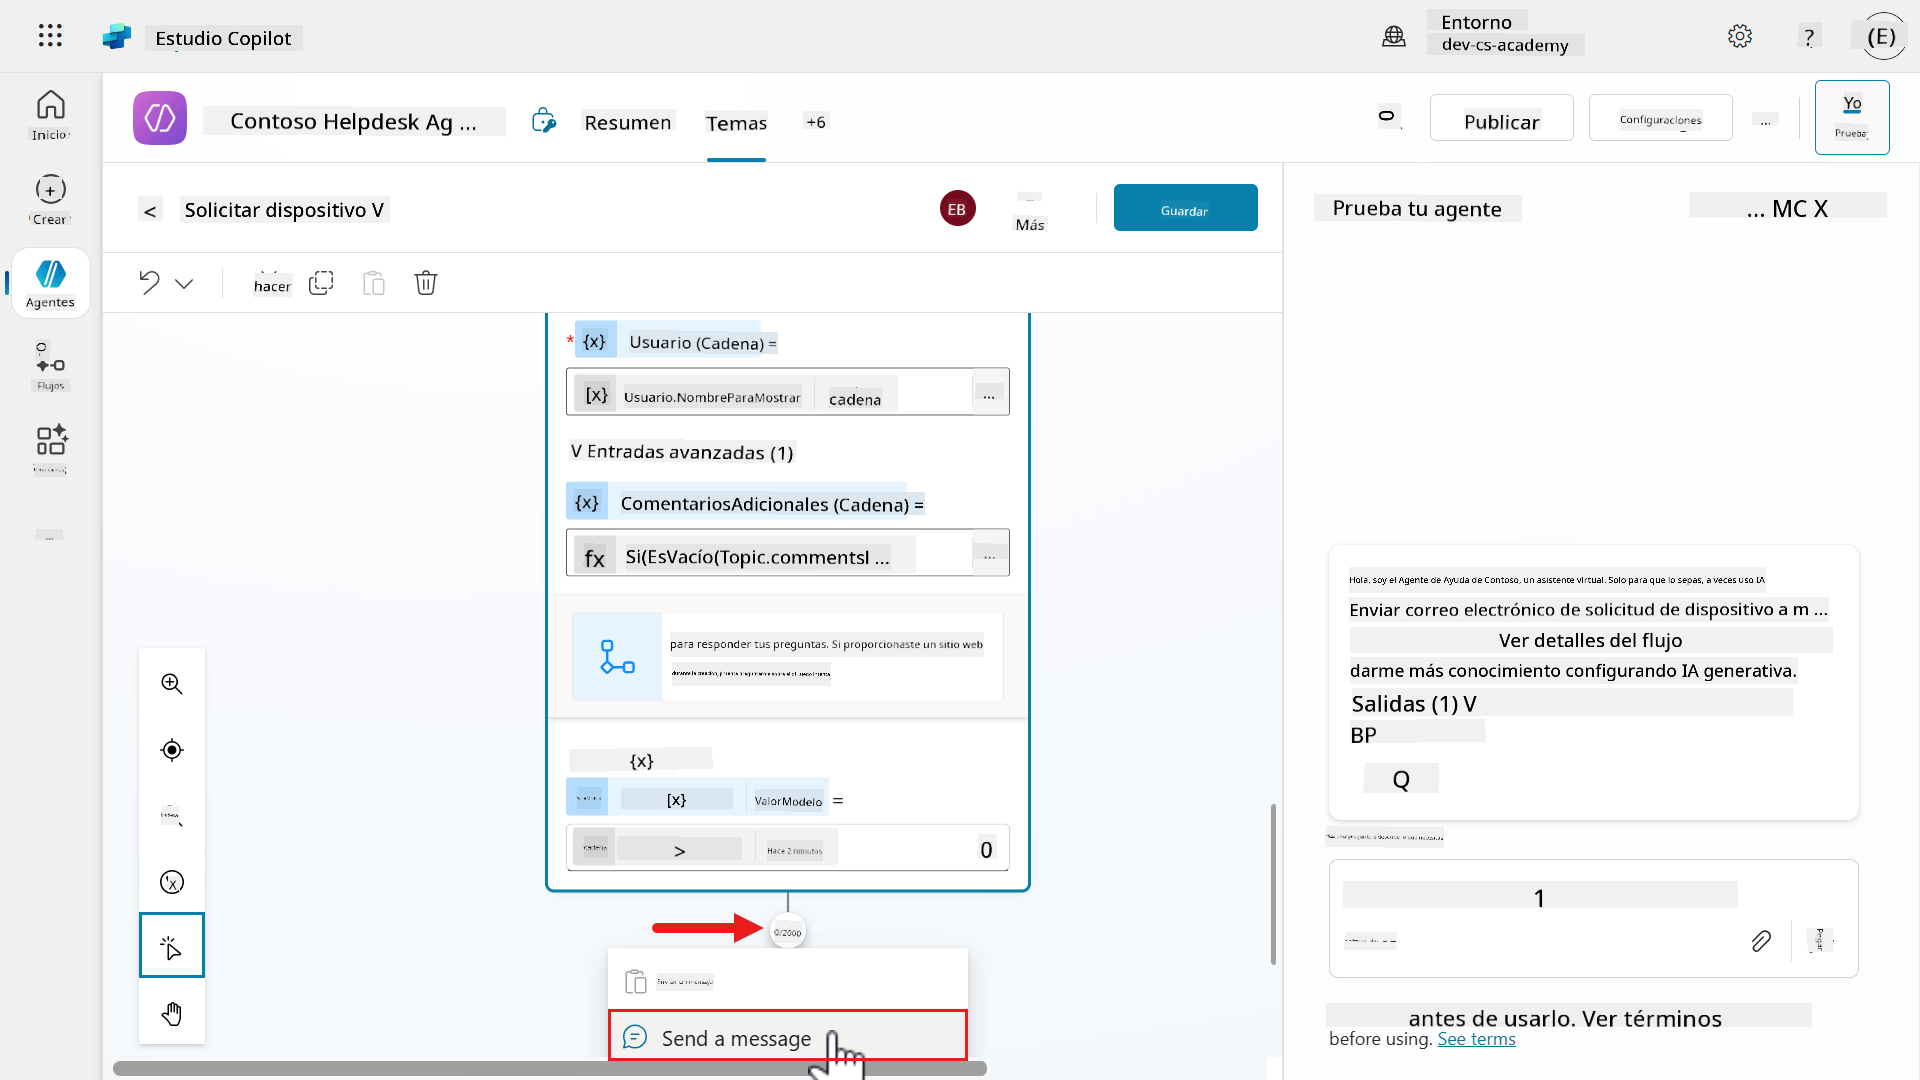 Estudio Copilot
Entorno
dev-cs-academy
?
(E)
Inicio
Crear
Agentes
Flujos
...
Contoso Helpdesk Ag ...
Resumen
Temas
+6
Publicar
Configuraciones
...
Yo
Prueba
<
Solicitar dispositivo V
EB
...
Más
Guardar
hacer
* {x} Usuario (Cadena) =
[x} Usuario.NombreParaMostrar cadena ...
V Entradas avanzadas (1)
{x} ComentariosAdicionales (Cadena) =
fx Si(EsVacío(Topic.commentsI ... ...
para responder tus preguntas. Si proporcionaste un sitio web
{x}
[x} ValorModelo =
cadena > Hace 2 minutos 0
0/2000
Enviar un mensaje
Send a message
Prueba tu agente
... MC X
Hola, soy el Agente de Ayuda de Contoso, un asistente virtual. Solo para que lo sepas, a veces uso IA
Enviar correo electrónico de solicitud de dispositivo a m ...
Ver detalles del flujo
darme más conocimiento configurando IA generativa.
Salidas (1) V
BP
Q
1
antes de usarlo. Ver términos
before using. See terms